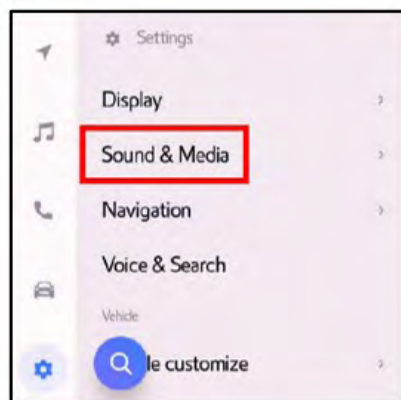 Settings
Display
Sound & Media
Navigation
Voice & Search
Vehicle
le customize